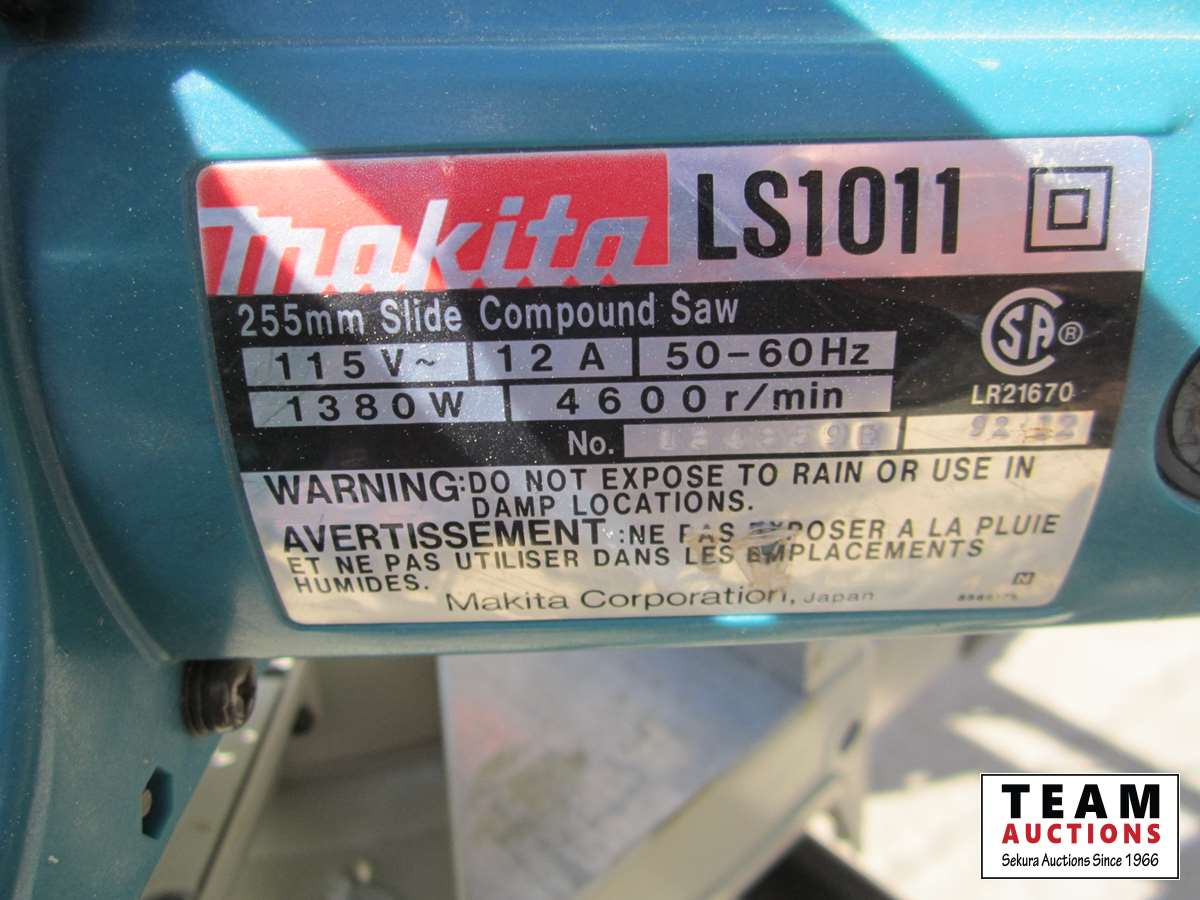 makita LS1011
255mm Slide Compound Saw
115V~ 12A 50-60Hz
1380W 4600r/min
SA ®
LR21670
No.
WARNING: DO NOT EXPOSE TO RAIN OR USE IN
DAMP LOCATIONS.
AVERTISSEMENT: NE PAS EXPOSER A LA PLUIE
ET NE PAS UTILISER DANS LES EMPLACEMENTS
HUMIDES.
Makita Corporation, Japan
N
TEAM
AUCTIONS
Sekura Auctions Since 1966